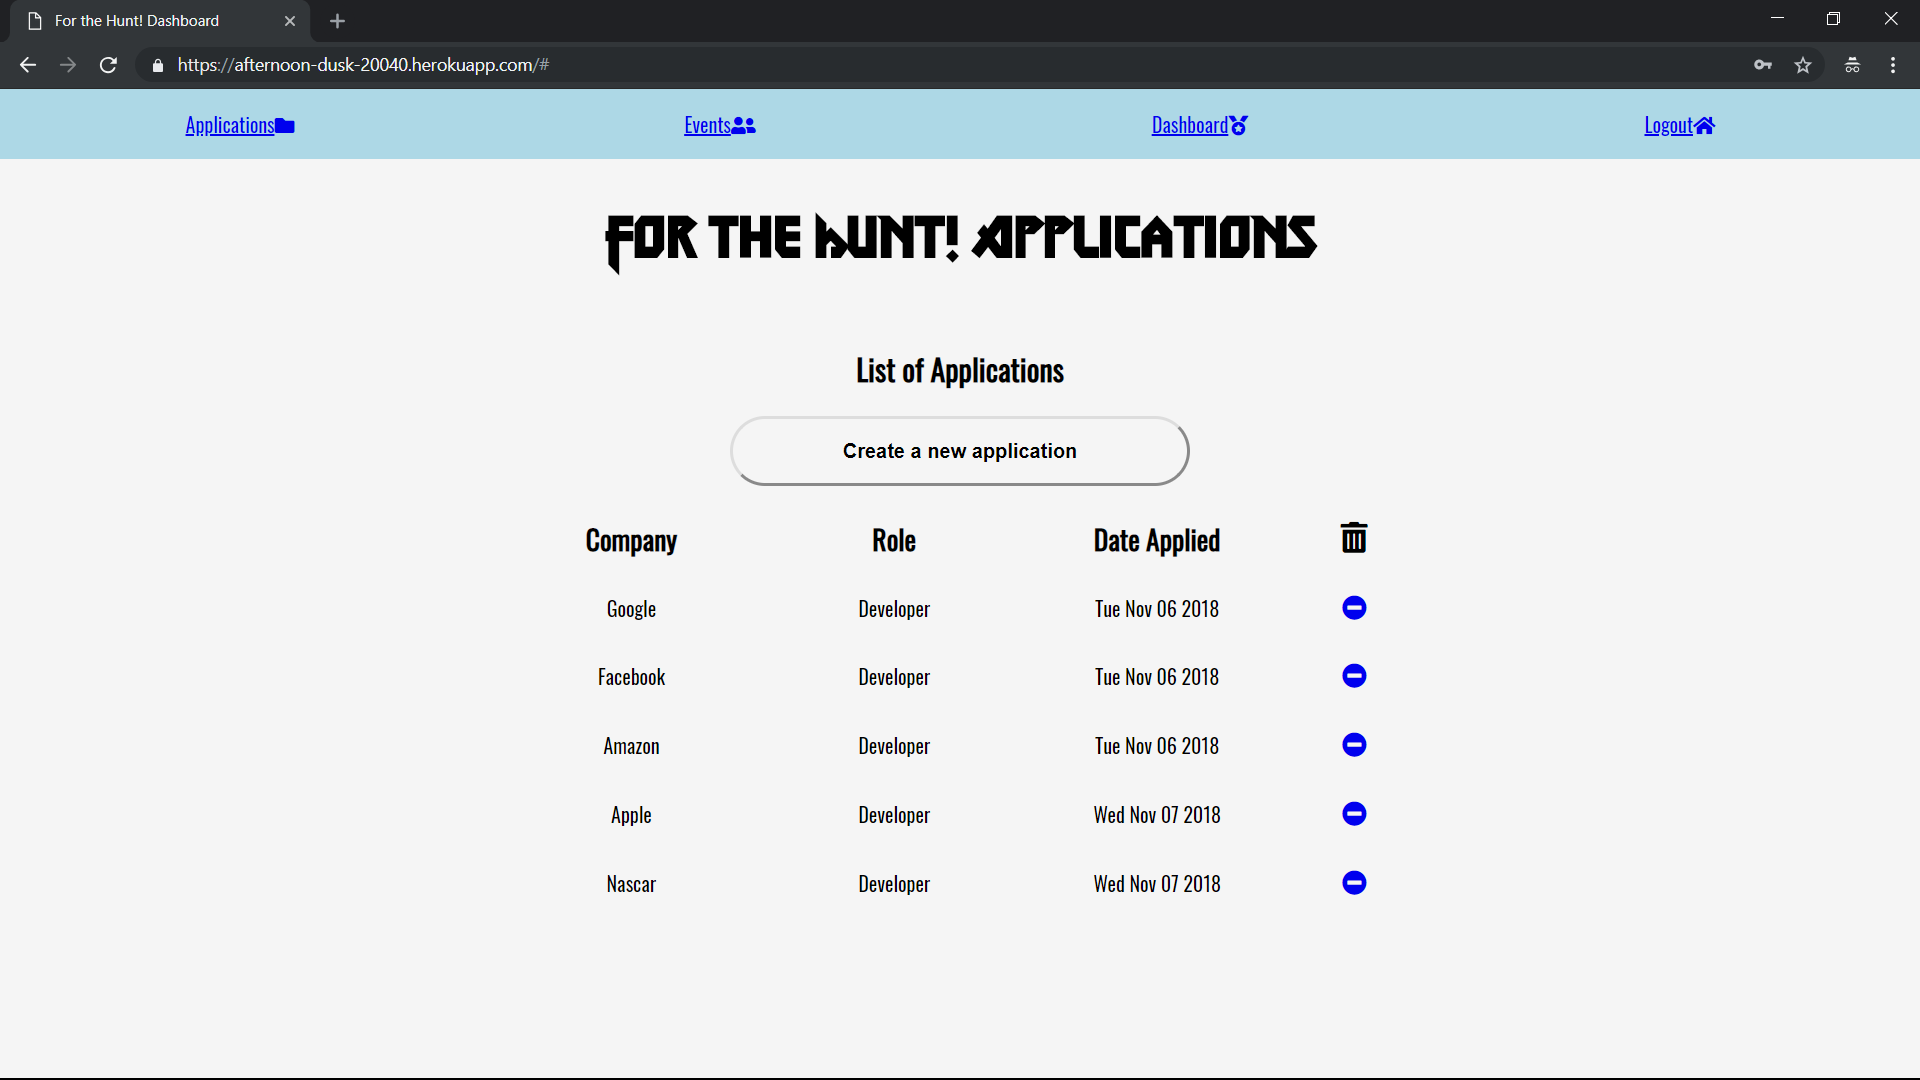 For the Hunt! Dashboard
https://afternoon-dusk-20040.herokuapp.com/#
Applications Events Dashboard Logout
FOR THE HUNT! APPLICATIONS
List of Applications
Create a new application
Company Role Date Applied
Google Developer Tue Nov 06 2018
Facebook Developer Tue Nov 06 2018
Amazon Developer Tue Nov 06 2018
Apple Developer Wed Nov 07 2018
Nascar Developer Wed Nov 07 2018